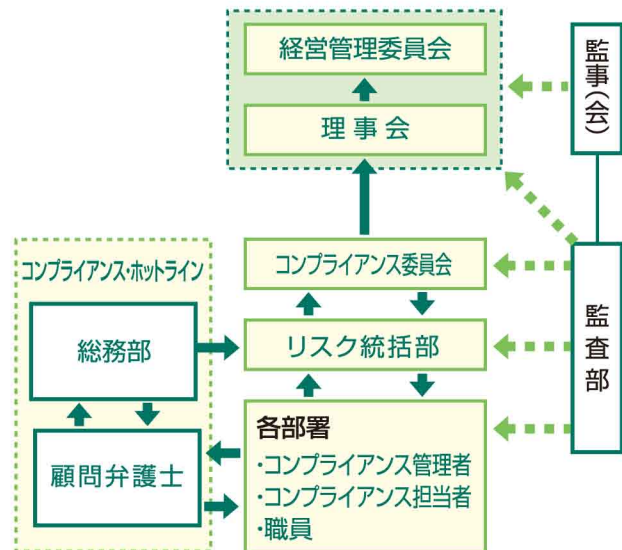 経営管理委員会
理事会
監事(会)
コンプライアンス・ホットライン
コンプライアンス委員会
総務部
リスク統括部
監査部
顧問弁護士
各部署
・コンプライアンス管理者
・コンプライアンス担当者
・職員